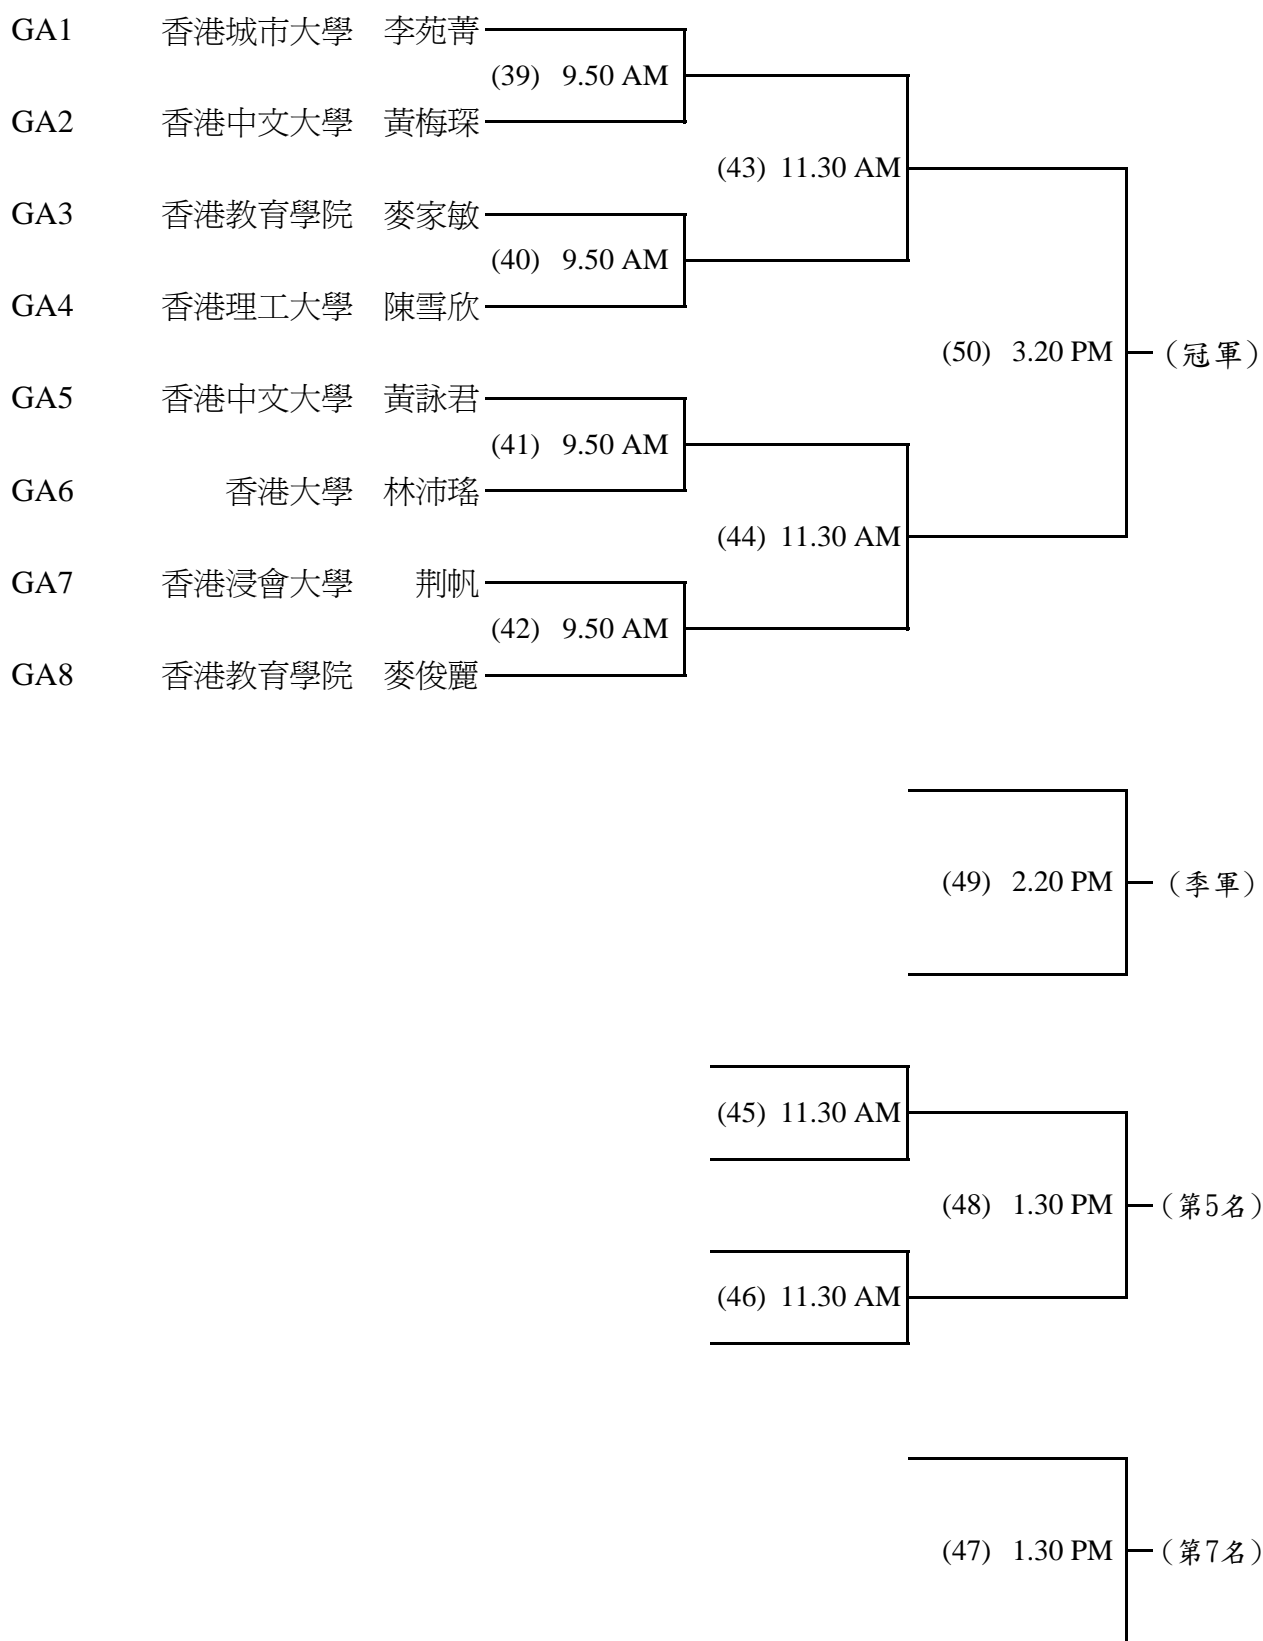 GA1 香港城市大學 李苑菁
(39) 9.50 AM
GA2 香港中文大學 黃梅琛
(43) 11.30 AM
GA3 香港教育學院 麥家敏
(40) 9.50 AM
GA4 香港理工大學 陳雪欣
(50) 3.20 PM (冠軍)
GA5 香港中文大學 黃詠君
(41) 9.50 AM
GA6 香港大學 林沛瑤
(44) 11.30 AM
GA7 香港浸會大學 荆帆
(42) 9.50 AM
GA8 香港教育學院 麥俊麗
(49) 2.20 PM (季軍)
(45) 11.30 AM
(48) 1.30 PM (第5名)
(46) 11.30 AM
(47) 1.30 PM (第7名)